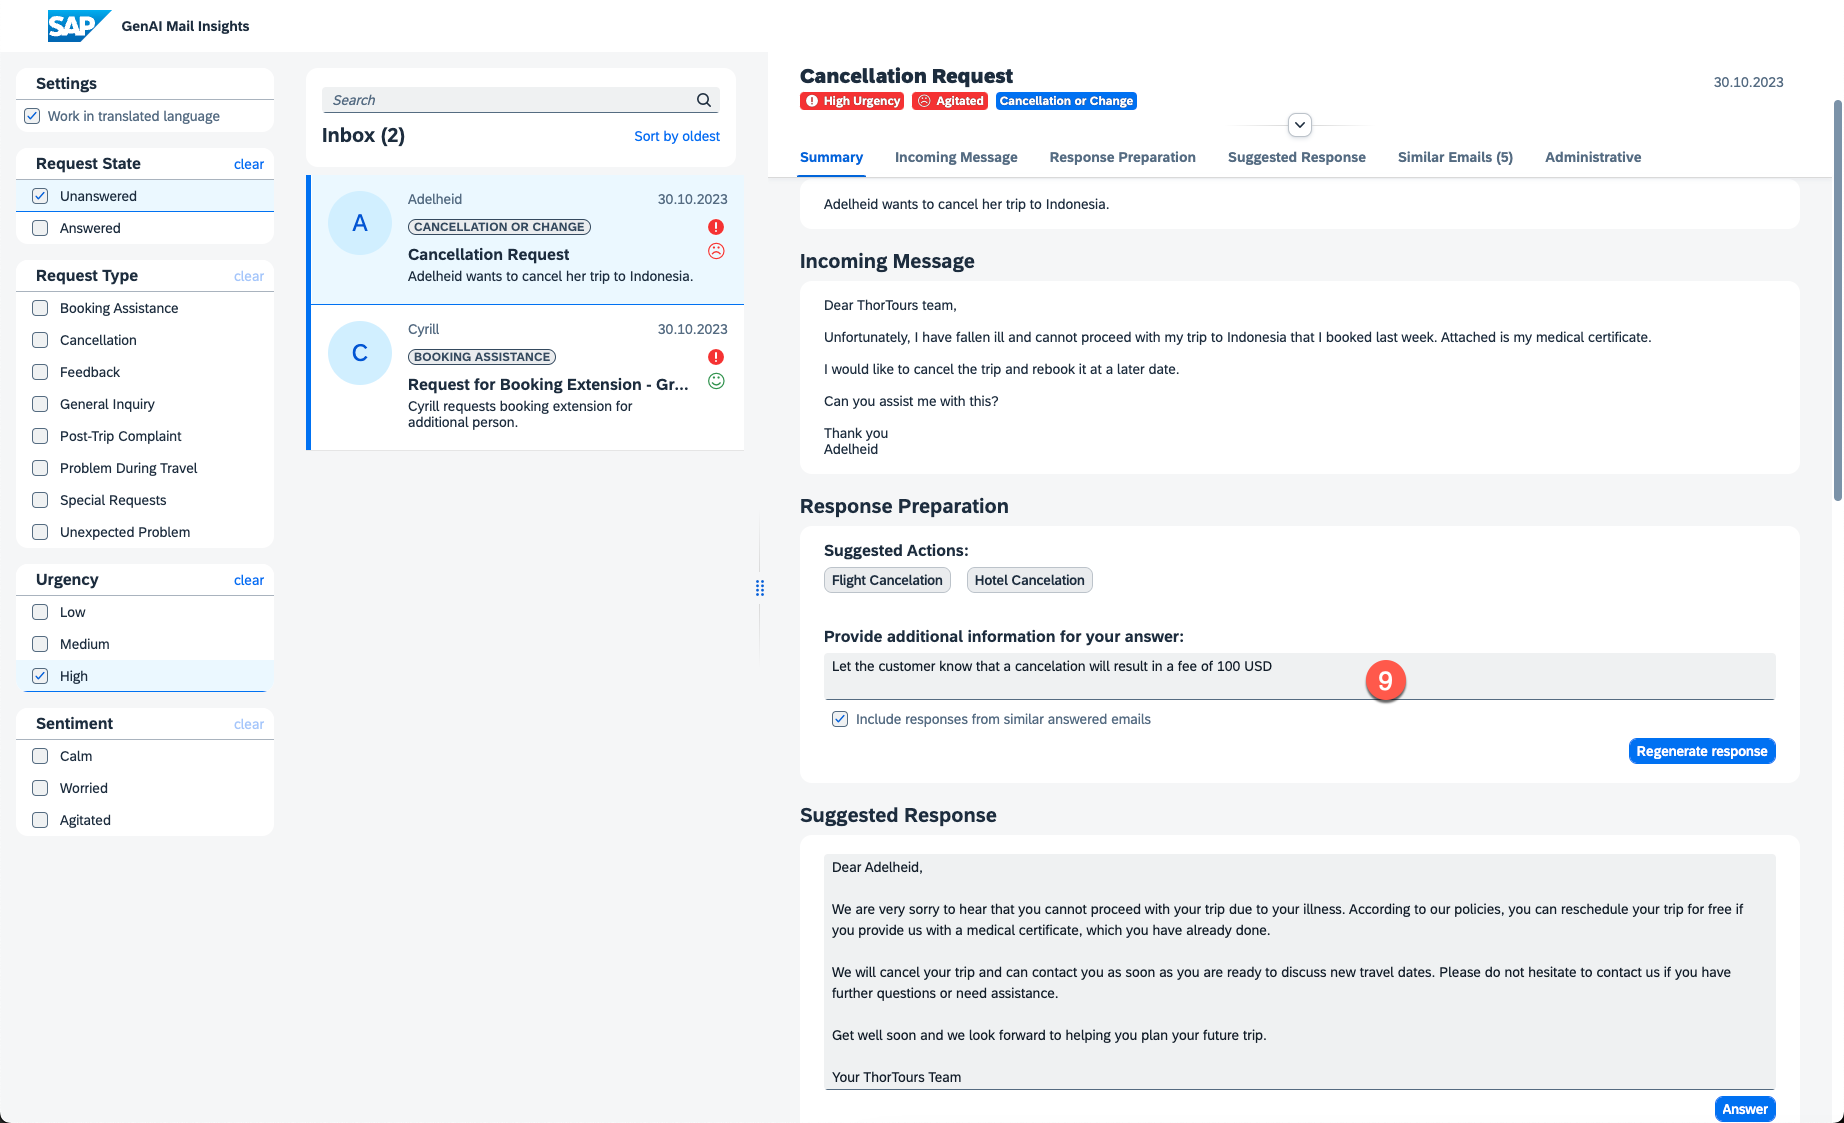 SAP GenAI Mail Insights
Settings
Work in translated language
Request State clear
Unanswered
Answered
Request Type clear
Booking Assistance
Cancellation
Feedback
General Inquiry
Post-Trip Complaint
Problem During Travel
Special Requests
Unexpected Problem
Urgency clear
Low
Medium
High
Sentiment clear
Calm
Worried
Agitated
Search
Inbox (2) Sort by oldest
A
Adelheid 30.10.2023
CANCELLATION OR CHANGE
Cancellation Request
Adelheid wants to cancel her trip to Indonesia.
C
Cyrill 30.10.2023
BOOKING ASSISTANCE
Request for Booking Extension - Gr...
Cyrill requests booking extension for
additional person.
Cancellation Request 30.10.2023
High Urgency Agitated Cancellation or Change
Summary Incoming Message Response Preparation Suggested Response Similar Emails (5) Administrative
Adelheid wants to cancel her trip to Indonesia.
Incoming Message
Dear ThorTours team,
Unfortunately, I have fallen ill and cannot proceed with my trip to Indonesia that I booked last week. Attached is my medical certificate.
I would like to cancel the trip and rebook it at a later date.
Can you assist me with this?
Thank you
Adelheid
Response Preparation
Suggested Actions:
Flight Cancelation Hotel Cancelation
Provide additional information for your answer:
Let the customer know that a cancelation will result in a fee of 100 USD
9
Include responses from similar answered emails
Regenerate response
Suggested Response
Dear Adelheid,
We are very sorry to hear that you cannot proceed with your trip due to your illness. According to our policies, you can reschedule your trip for free if
you provide us with a medical certificate, which you have already done.
We will cancel your trip and can contact you as soon as you are ready to discuss new travel dates. Please do not hesitate to contact us if you have
further questions or need assistance.
Get well soon and we look forward to helping you plan your future trip.
Your ThorTours Team
Answer